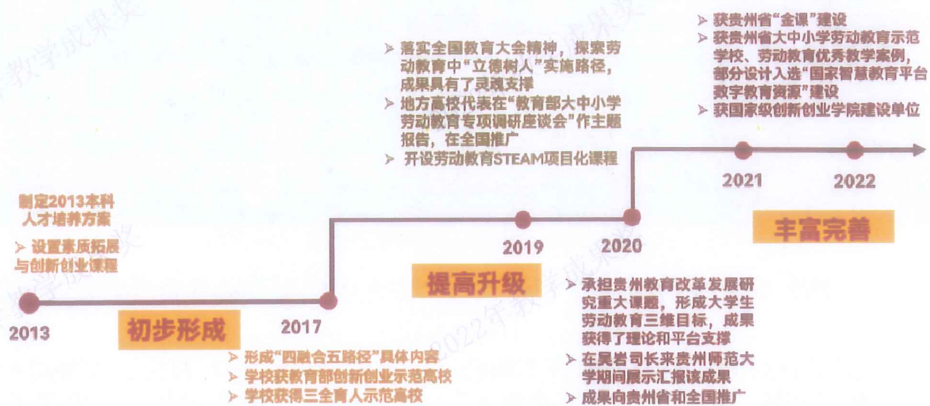 ➢ 获贵州省“金课”建设
➢ 获贵州省大中小学劳动教育示范
学校、劳动教育优秀教学案例，
部分设计入选“国家智慧教育平台
数字教育资源”建设
➢ 获国家级创新创业学院建设单位
➢ 落实全国教育大会精神，探索劳
动教育中“立德树人”实施路径，
成果具有了灵魂支撑
➢ 地方高校代表在“教育部大中小学
劳动教育专项调研座谈会”作主题
报告，在全国推广
➢ 开设劳动教育STEAM项目化课程
2021
2022
丰富完善
制定2013本科
人才培养方案
➢ 设置素质拓展
与创新创业课程
2019
2020
提高升级
2013
初步形成
2017
➢ 形成“四融合五路径”具体内容
➢ 学校获教育部创新创业示范高校
➢ 学校获得三全育人示范高校
➢ 承担贵州教育改革发展研
究重大课题，形成大学生
劳动教育三维目标，成果
获得了理论和平台支撑
➢ 在吴岩司长来贵州师范大
学期间展示汇报该成果
➢ 成果向贵州省和全国推广
教学成果奖
2022年教学成果奖